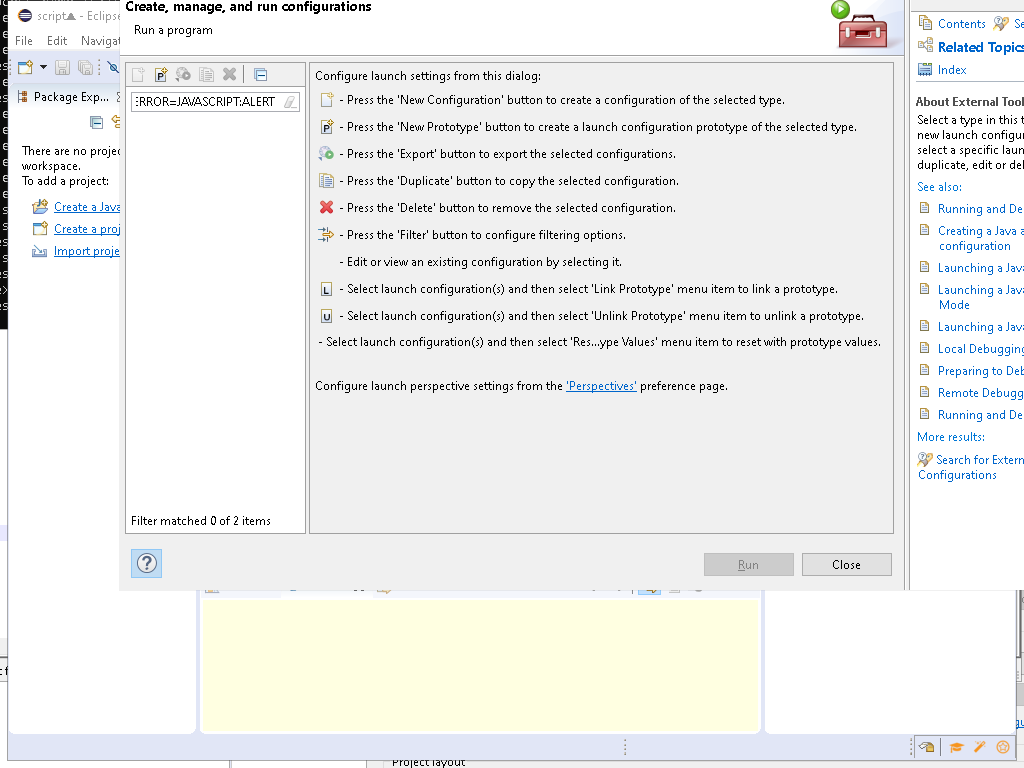 script - Eclipse
Create, manage, and run configurations
File Edit Navigat
Run a program
Package Exp...
There are no projec
workspace.
To add a project:
Create a Java
Create a proj
Import proje
RROR=JAVASCRIPT:ALERT
Filter matched 0 of 2 items
Configure launch settings from this dialog:
- Press the 'New Configuration' button to create a configuration of the selected type.
- Press the 'New Prototype' button to create a launch configuration prototype of the selected type.
- Press the 'Export' button to export the selected configurations.
- Press the 'Duplicate' button to copy the selected configuration.
- Press the 'Delete' button to remove the selected configuration.
- Press the 'Filter' button to configure filtering options.
- Edit or view an existing configuration by selecting it.
L - Select launch configuration(s) and then select 'Link Prototype' menu item to link a prototype.
U - Select launch configuration(s) and then select 'Unlink Prototype' menu item to unlink a prototype.
- Select launch configuration(s) and then select 'Res...ype Values' menu item to reset with prototype values.
Configure launch perspective settings from the 'Perspectives' preference page.
Run
Close
Contents Se
Related Topics
Index
About External Tool
Select a type in this t
new launch configur
select a specific laun
duplicate, edit or del
See also:
Running and De
Creating a Java a
configuration
Launching a Java
Launching a Java
Mode
Launching a Java
Local Debugging
Preparing to Deb
Remote Debugg
Running and De
More results:
Search for Extern
Configurations
Project layout